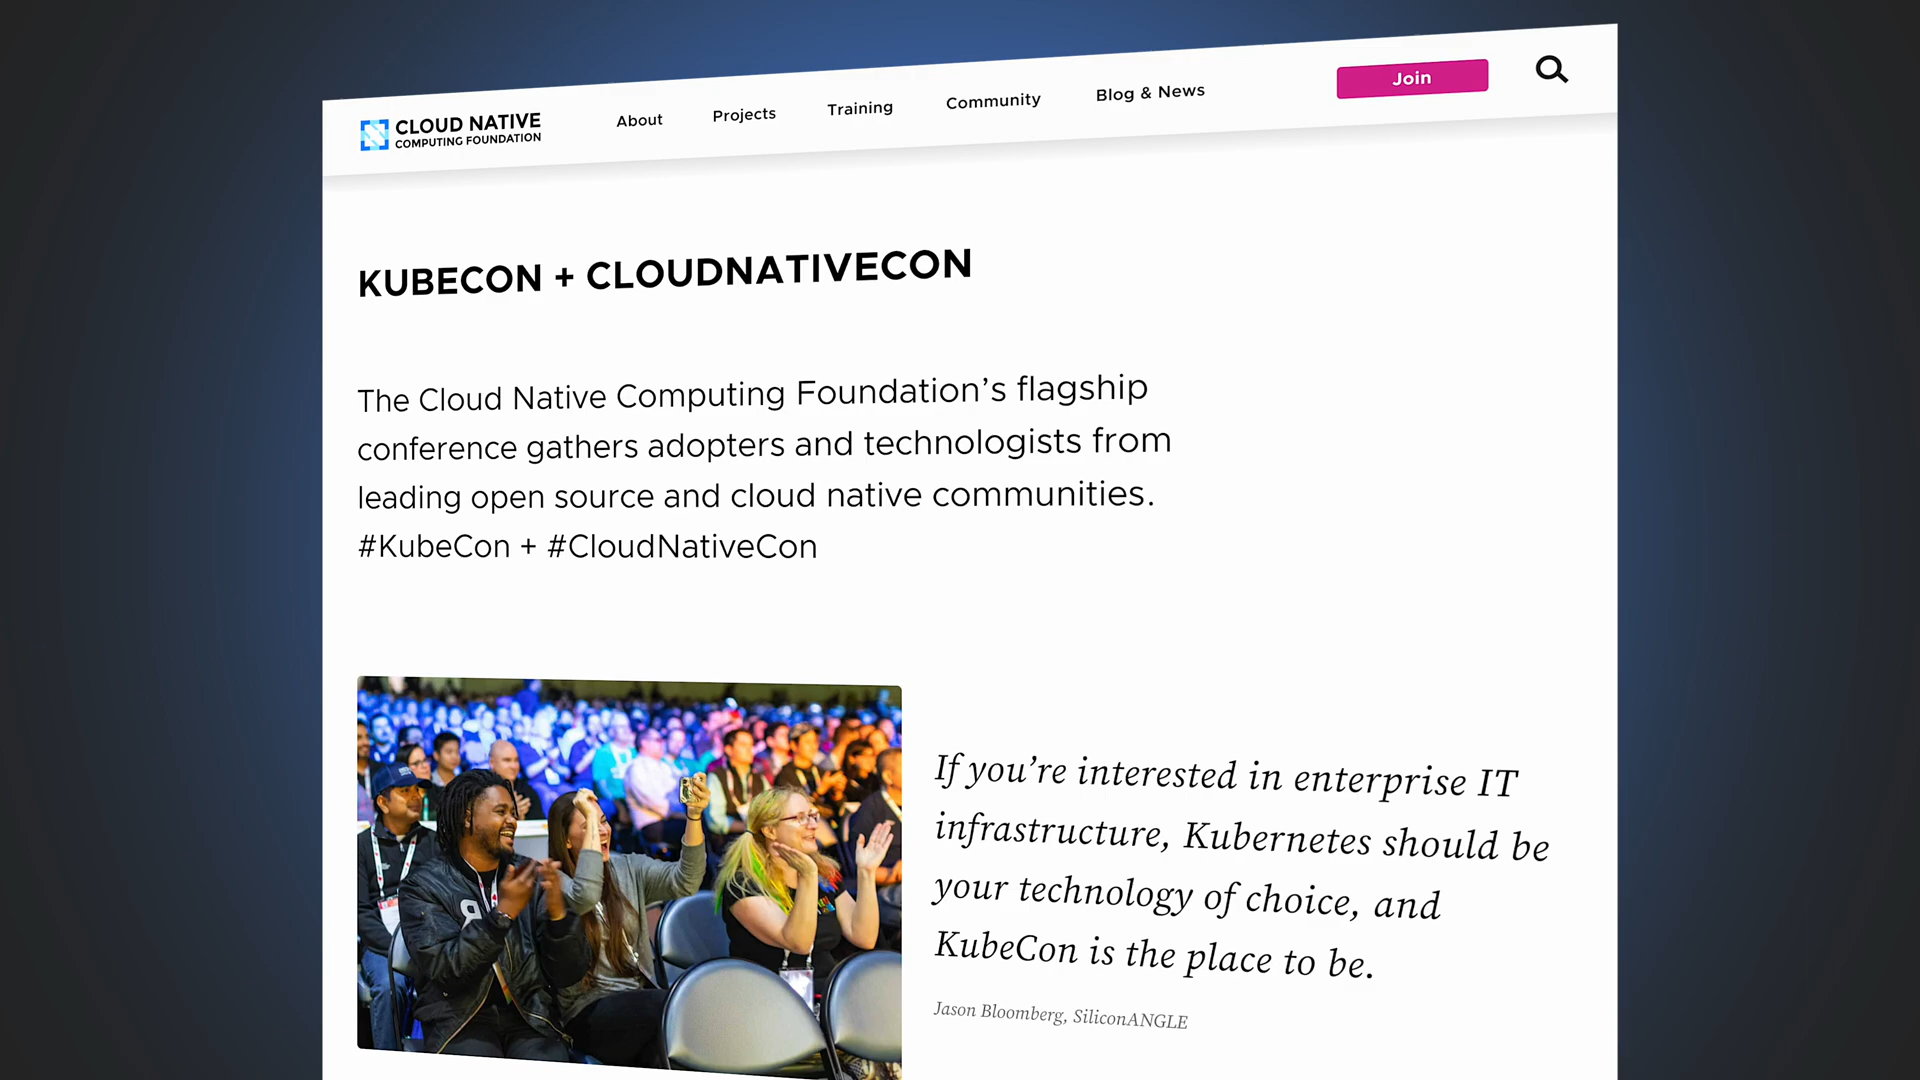 CLOUD NATIVE
COMPUTING FOUNDATION
About
Projects
Training
Community
Blog & News
Join
KUBECON + CLOUDNATIVECON
The Cloud Native Computing Foundation’s flagship
conference gathers adopters and technologists from
leading open source and cloud native communities.
#KubeCon + #CloudNativeCon
If you’re interested in enterprise IT
infrastructure, Kubernetes should be
your technology of choice, and
KubeCon is the place to be.
Jason Bloomberg, SiliconANGLE